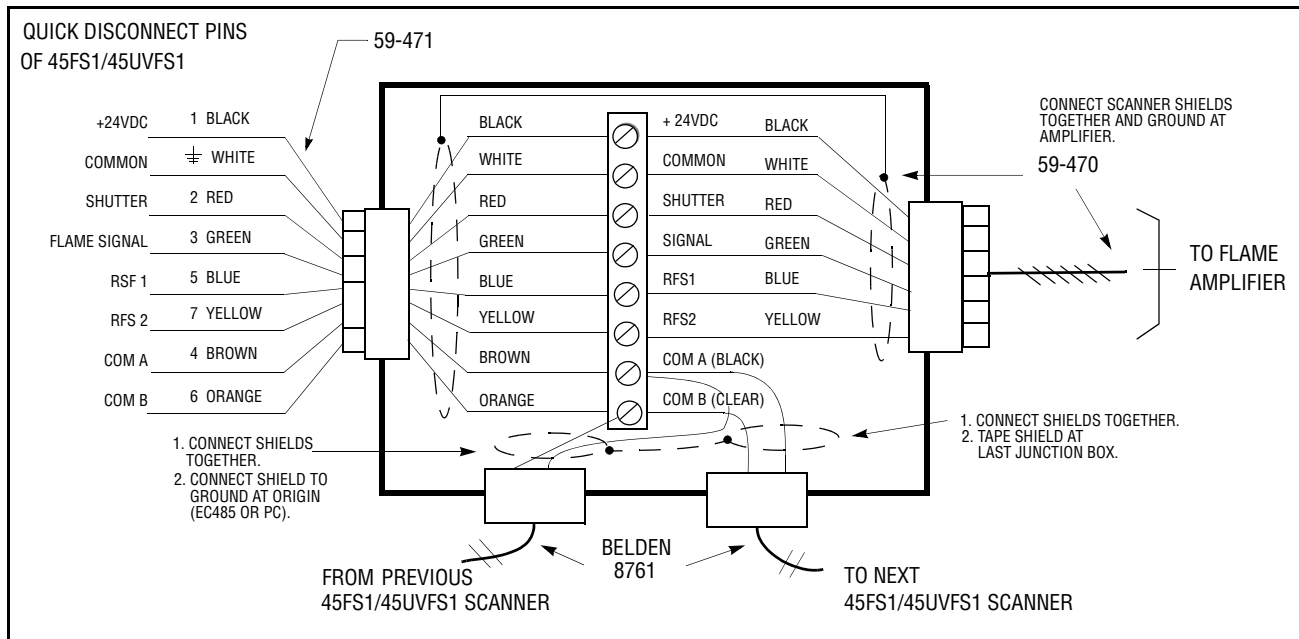 QUICK DISCONNECT PINS
OF 45FS1/45UVFS1
59-471
+24VDC 1 BLACK
COMMON WHITE
SHUTTER 2 RED
FLAME SIGNAL 3 GREEN
RSF 1 5 BLUE
RFS 2 7 YELLOW
COM A 4 BROWN
COM B 6 ORANGE
BLACK
WHITE
RED
GREEN
BLUE
YELLOW
BROWN
ORANGE
+ 24VDC BLACK
COMMON WHITE
SHUTTER RED
SIGNAL GREEN
RFS1 BLUE
RFS2 YELLOW
COM A (BLACK)
COM B (CLEAR)
CONNECT SCANNER SHIELDS
TOGETHER AND GROUND AT
AMPLIFIER.
59-470
TO FLAME
AMPLIFIER
1. CONNECT SHIELDS
TOGETHER.
2. CONNECT SHIELD TO
GROUND AT ORIGIN
(EC485 OR PC).
1. CONNECT SHIELDS TOGETHER.
2. TAPE SHIELD AT
LAST JUNCTION BOX.
BELDEN
8761
FROM PREVIOUS
45FS1/45UVFS1 SCANNER
TO NEXT
45FS1/45UVFS1 SCANNER